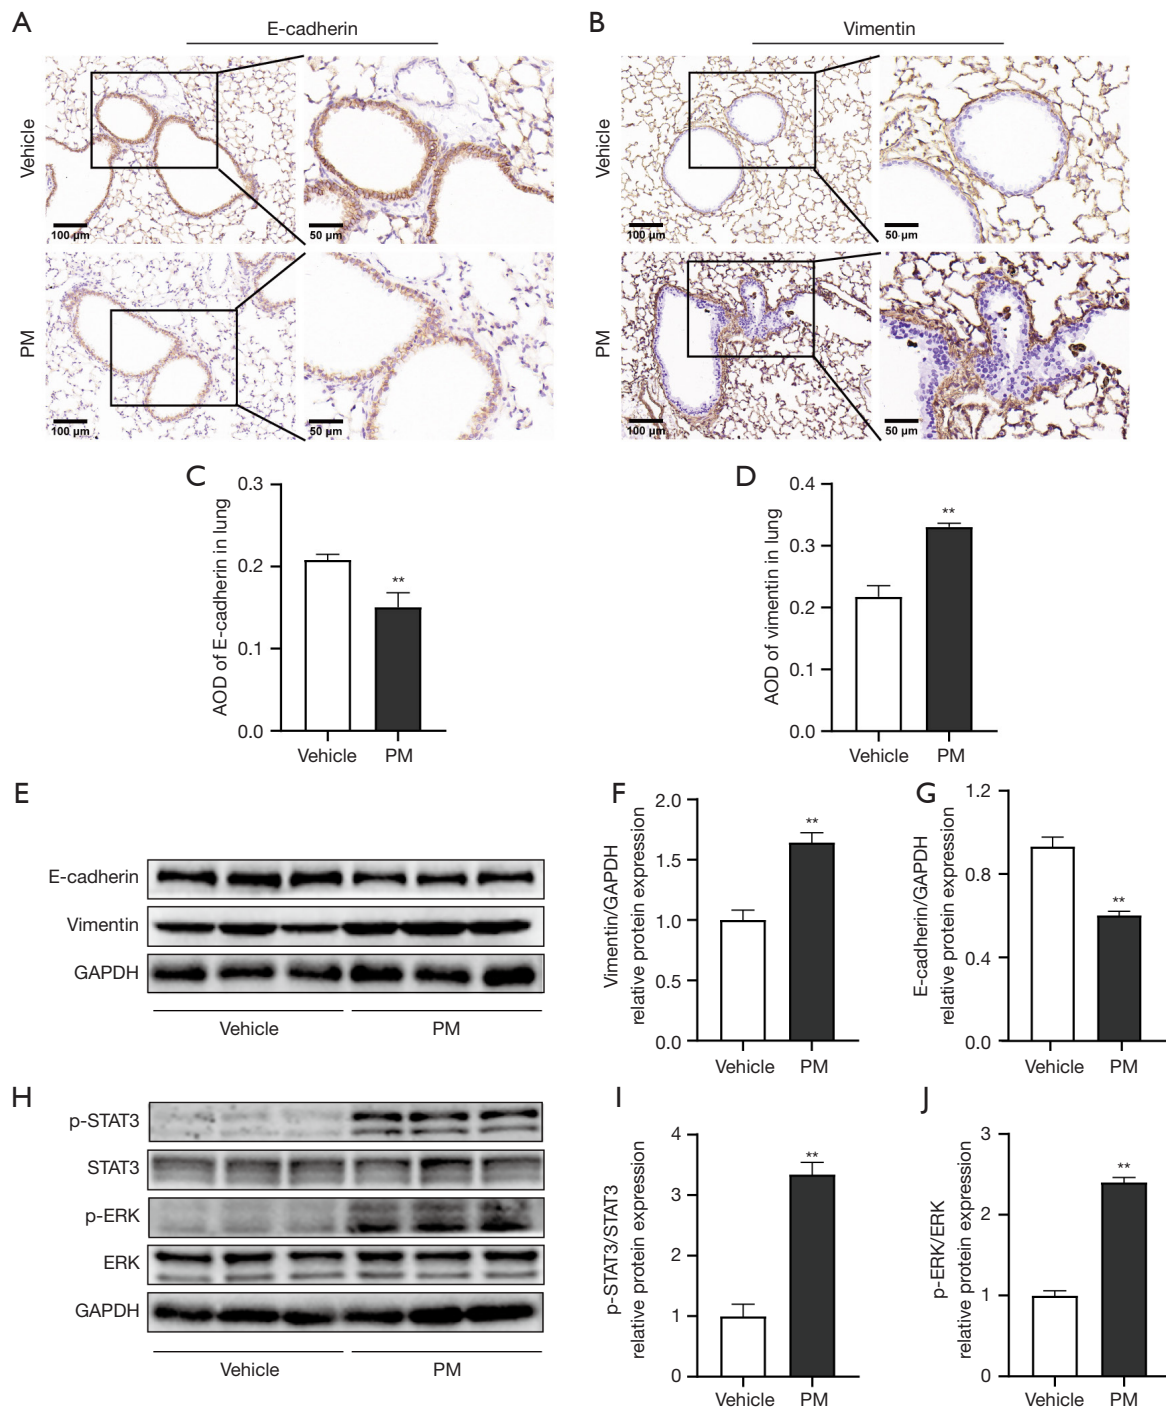 A
E-cadherin
Vehicle
100 µm
50 µm
PM
100 µm
50 µm
B
Vimentin
Vehicle
100 µm
50 µm
PM
100 µm
50 µm
C
AOD of E-cadherin in lung
0.3
0.2
0.1
0.0
**
Vehicle
PM
D
AOD of vimentin in lung
0.4
0.3
0.2
0.1
0.0
**
Vehicle
PM
E
E-cadherin
Vimentin
GAPDH
Vehicle
PM
F
Vimentin/GAPDH
relative protein expression
2.0
1.5
1.0
0.5
0.0
**
Vehicle
PM
G
E-cadherin/GAPDH
relative protein expression
1.2
0.8
0.4
0.0
**
Vehicle
PM
H
p-STAT3
STAT3
p-ERK
ERK
GAPDH
Vehicle
PM
I
p-STAT3/STAT3
relative protein expression
4
3
2
1
0
**
Vehicle
PM
J
p-ERK/ERK
relative protein expression
3
2
1
0
**
Vehicle
PM